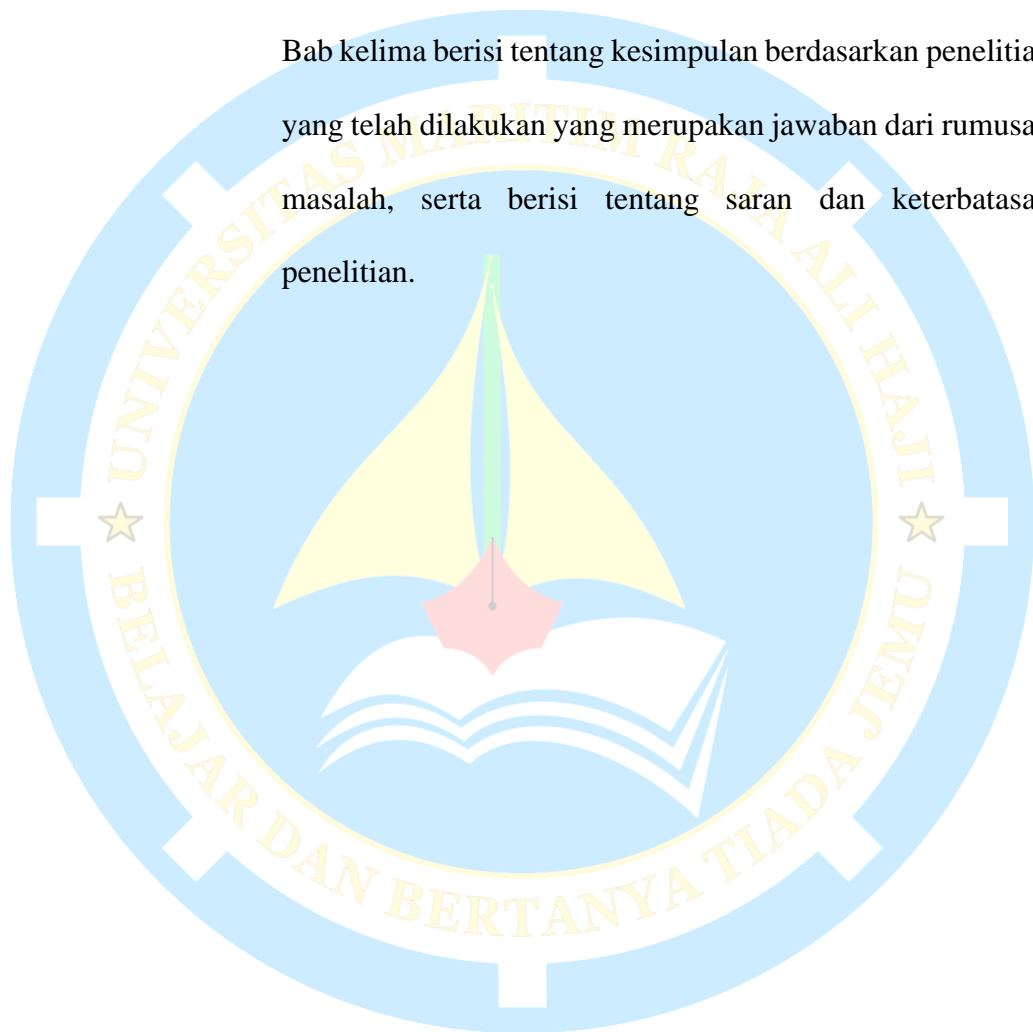 Bab kelima berisi tentang kesimpulan berdasarkan penelitia
yang telah dilakukan yang merupakan jawaban dari rumusa
masalah, serta berisi tentang saran dan keterbatasa
penelitian.
UNIVERSITAS MARITIM RAJA ALI HAJI
BELAJAR DAN BERTANYA TIADA JEMU